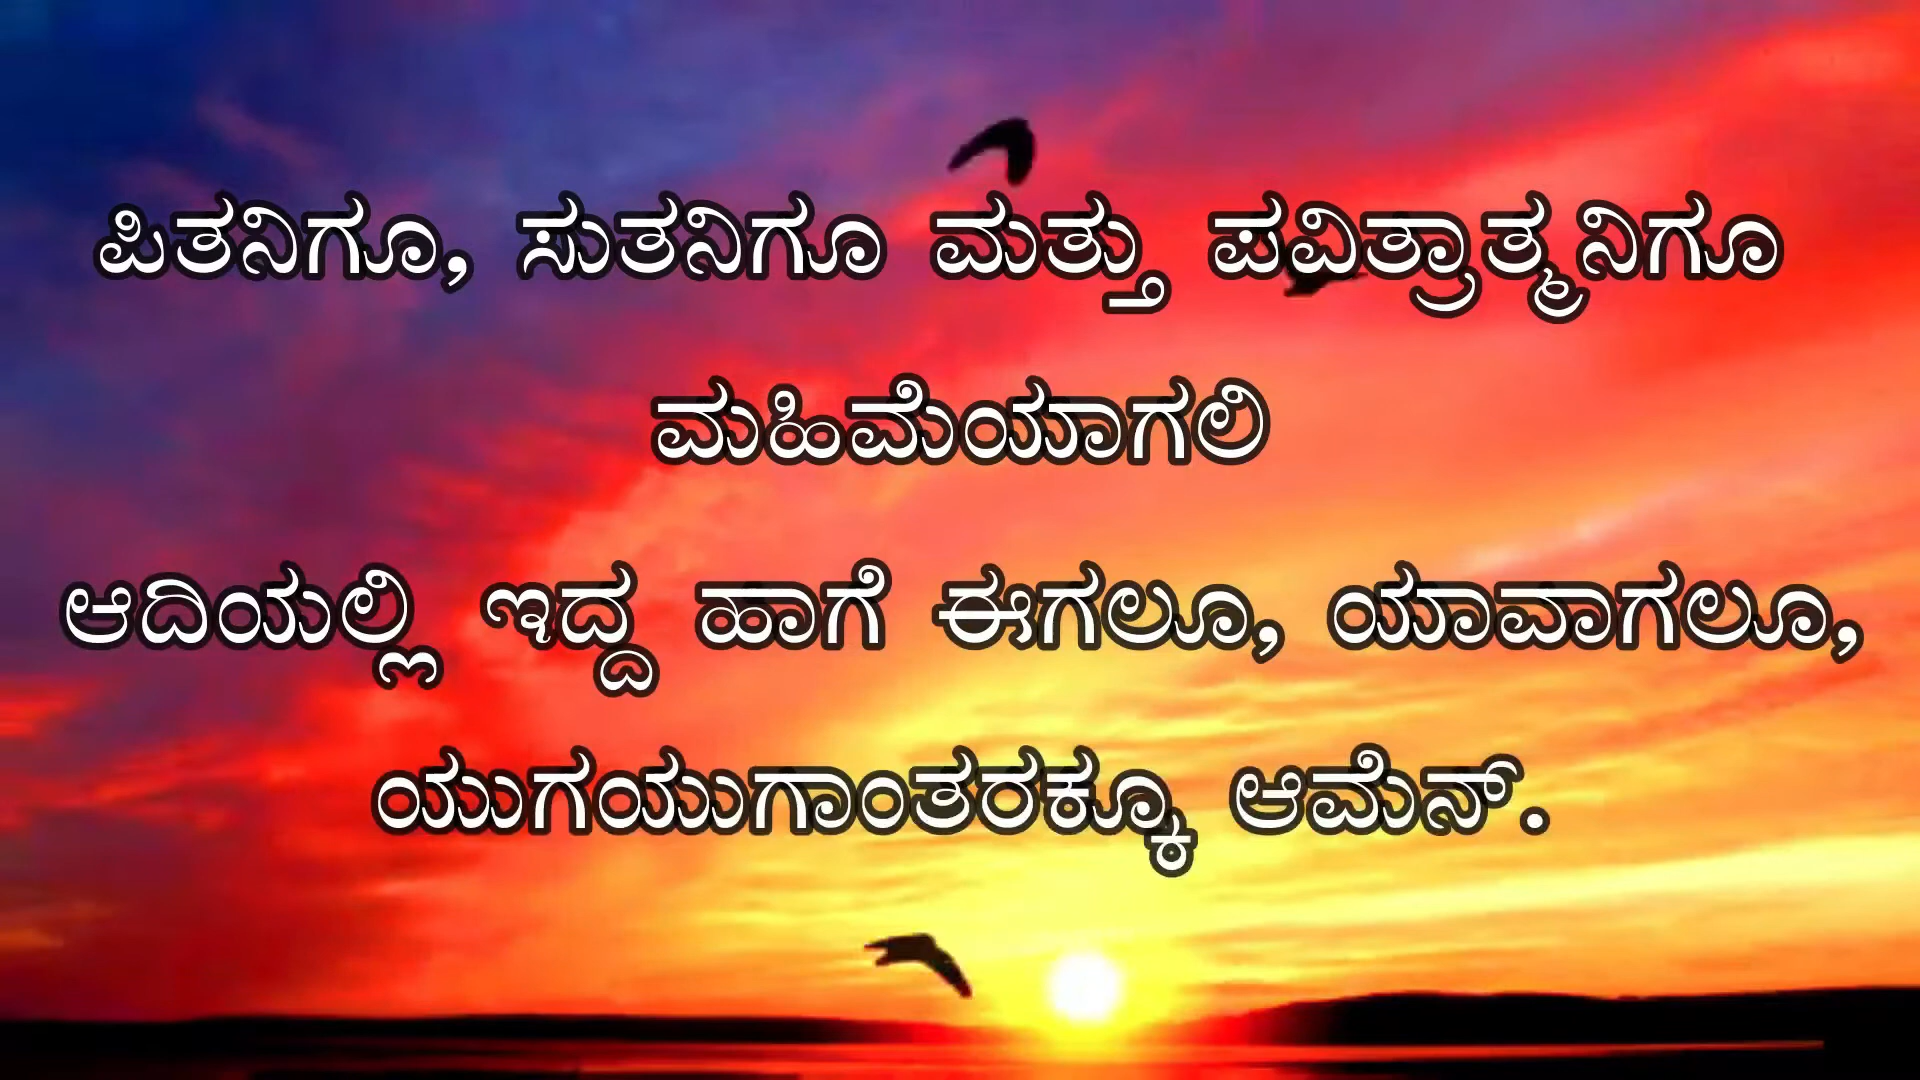 ಪಿತನಿಗೂ, ಸುತನಿಗೂ ಮತ್ತು ಪವಿತ್ರಾತ್ಮನಿಗೂ
ಮಹಿಮೆಯಾಗಲಿ
ಆದಿಯಲ್ಲಿ ಇದ್ದ ಹಾಗೆ ಈಗಲೂ, ಯಾವಾಗಲೂ,
ಯುಗಯುಗಾಂತರಕ್ಕೂ ಆಮೆನ್.